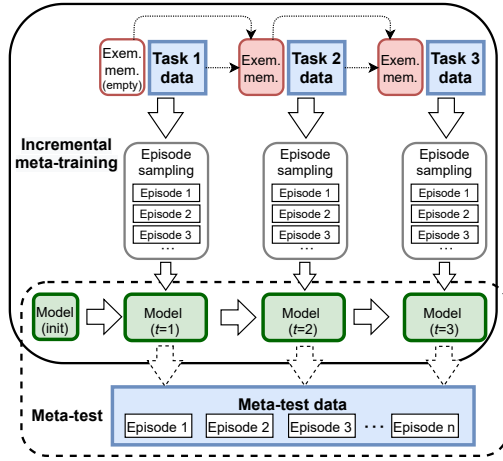 Exem.
mem.
(empty)
Task 1
data
Exem.
mem.
Task 2
data
Exem.
mem.
Task 3
data
Incremental
meta-training
Episode
sampling
Episode 1
Episode 2
Episode 3
...
Episode
sampling
Episode 1
Episode 2
Episode 3
...
Episode
sampling
Episode 1
Episode 2
Episode 3
...
Model
(init)
Model
(t=1)
Model
(t=2)
Model
(t=3)
Meta-test
Meta-test data
Episode 1 Episode 2 Episode 3 ... Episode n